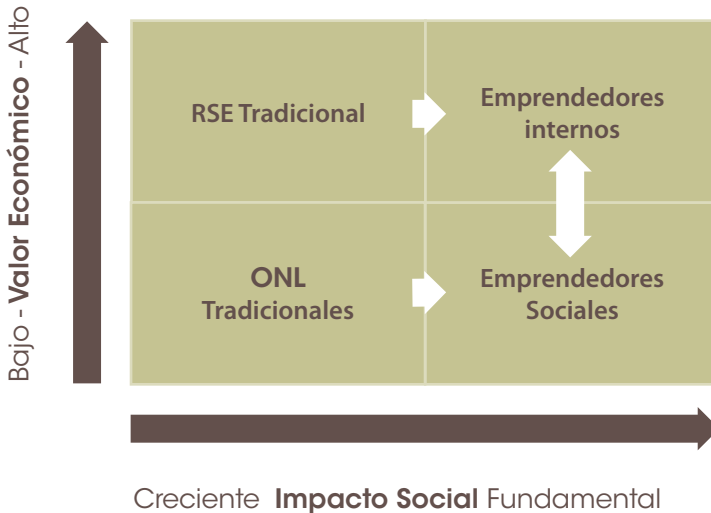 Bajo - Valor Económico - Alto
RSE Tradicional
Emprendedores
internos
ONL
Tradicionales
Emprendedores
Sociales
Creciente Impacto Social Fundamental